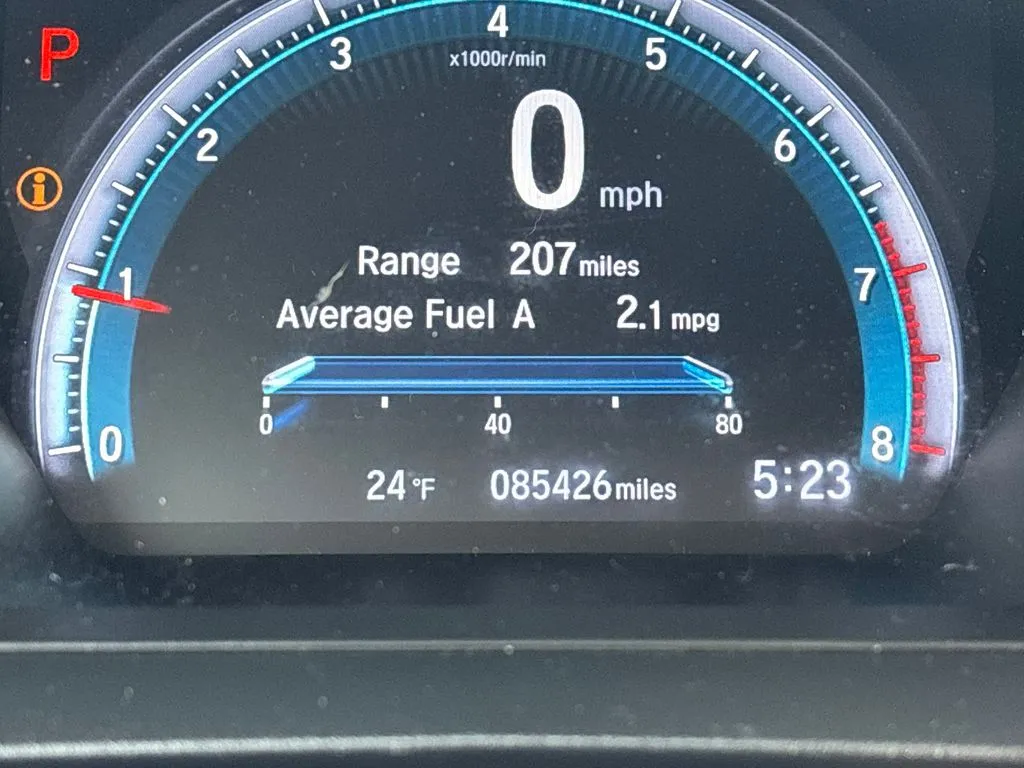 P
0 1 2 3 4 5 6 7 8
x1000r/min
0 mph
Range 207 miles
Average Fuel A 2.1 mpg
0 40 80
24°F 085426 miles 5:23